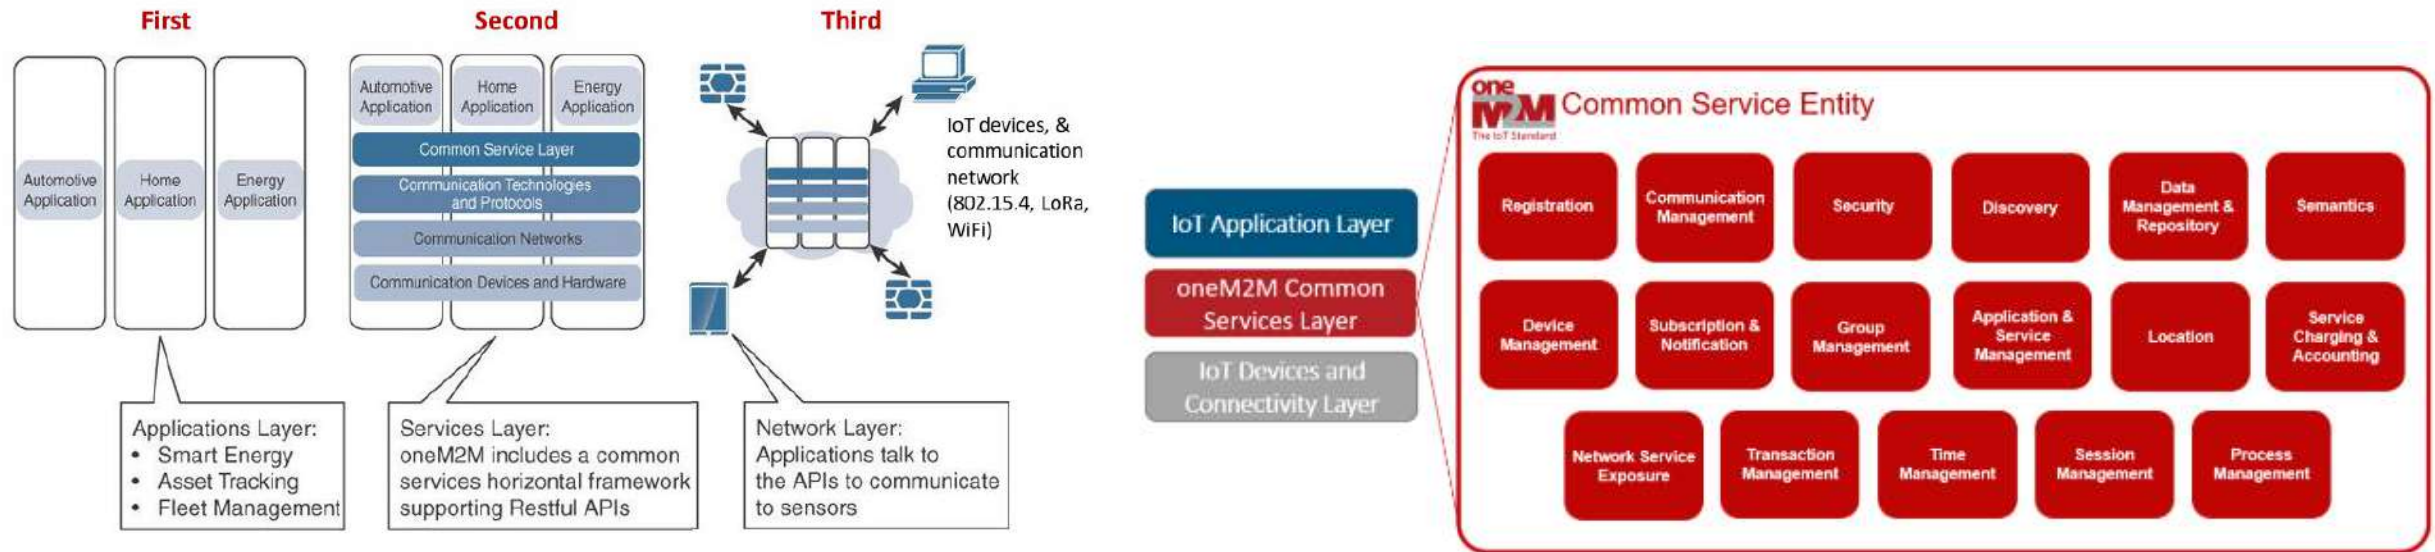 First
Second
Third
Automotive
Application
Home
Application
Energy
Application
Automotive
Application
Home
Application
Energy
Application
Common Service Layer
Communication Technologies
and Protocols
Communication Networks
Communication Devices and Hardware
IoT devices, &
communication
network
(802.15.4, LoRa,
WiFi)
Applications Layer:
• Smart Energy
• Asset Tracking
• Fleet Management
Services Layer:
oneM2M includes a common
services horizontal framework
supporting Restful APIs
Network Layer:
Applications talk to
the APIs to communicate
to sensors
IoT Application Layer
oneM2M Common
Services Layer
IoT Devices and
Connectivity Layer
one
M2M
The IoT Standard
Common Service Entity
Registration
Communication
Management
Security
Discovery
Data
Management &
Repository
Semantics
Device
Management
Subscription &
Notification
Group
Management
Application &
Service
Management
Location
Service
Charging &
Accounting
Network Service
Exposure
Transaction
Management
Time
Management
Session
Management
Process
Management